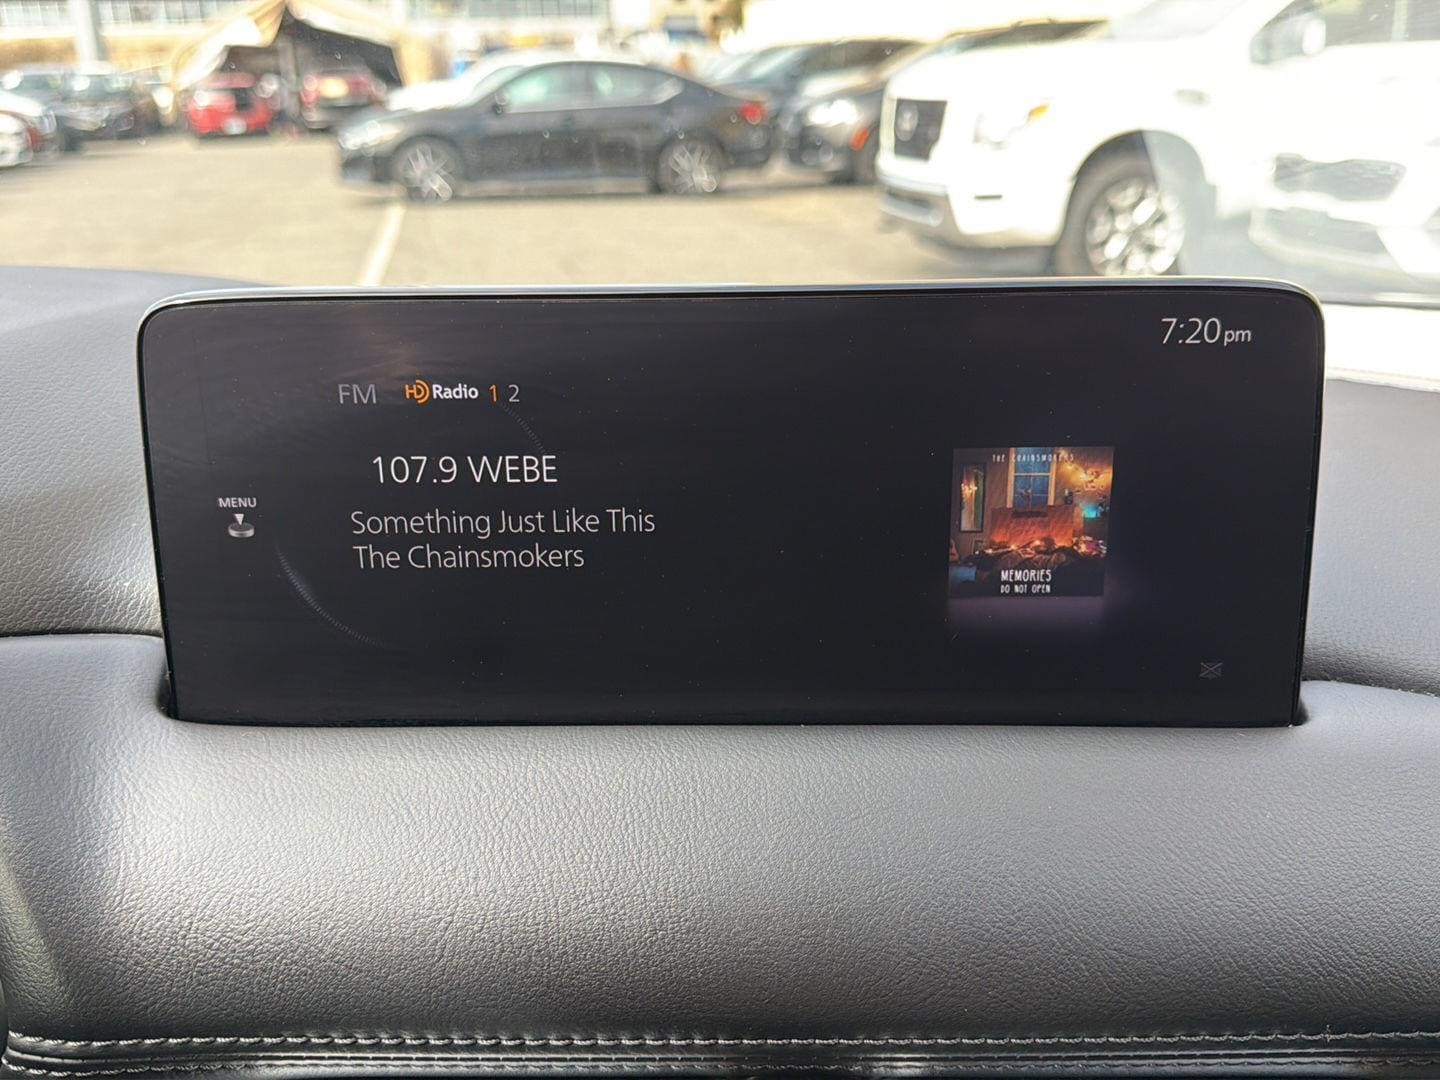 7:20pm
FM HD Radio 1 2
107.9 WEBE
MENU
Something Just Like This
The Chainsmokers
THE CHAINSMOKERS
MEMORIES
DO NOT OPEN